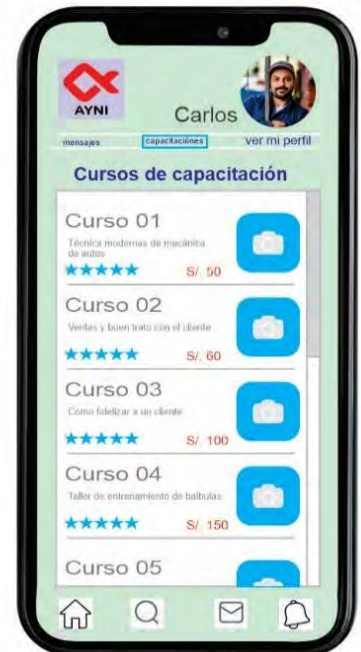 AYNI
Carlos
mensajes capacitaciónes ver mi perfil
Cursos de capacitación
Curso 01
Técnica modernas de mecánica
de autos
S/. 50
Curso 02
Ventas y buen trato con el cliente
S/. 60
Curso 03
Como fidelizar a un cliente
S/. 100
Curso 04
Taller de entrenamiento de balbulas
S/. 150
Curso 05